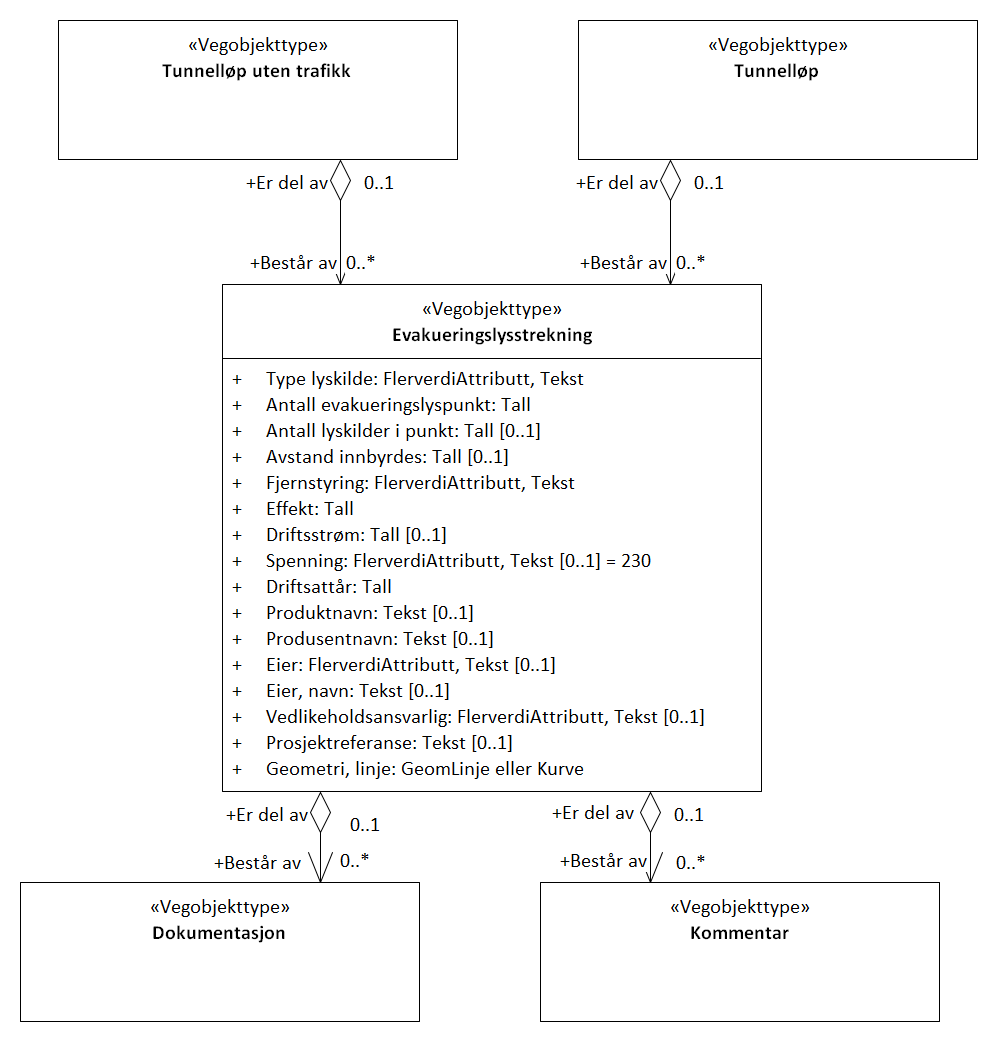 «Vegobjekttype»
Tunnelløp uten trafikk
«Vegobjekttype»
Tunnelløp
+Er del av 0..1
+Er del av 0..1
+Består av 0..*
+Består av 0..*
«Vegobjekttype»
Evakueringslysstrekning
+ Type lyskilde: FlerverdiAttributt, Tekst
+ Antall evakueringslyspunkt: Tall
+ Antall lyskilder i punkt: Tall [0..1]
+ Avstand innbyrdes: Tall [0..1]
+ Fjernstyring: FlerverdiAttributt, Tekst
+ Effekt: Tall
+ Driftsstrøm: Tall [0..1]
+ Spenning: FlerverdiAttributt, Tekst [0..1] = 230
+ Driftsattår: Tall
+ Produktnavn: Tekst [0..1]
+ Produsentnavn: Tekst [0..1]
+ Eier: FlerverdiAttributt, Tekst [0..1]
+ Eier, navn: Tekst [0..1]
+ Vedlikeholdsansvarlig: FlerverdiAttributt, Tekst [0..1]
+ Prosjektreferanse: Tekst [0..1]
+ Geometri, linje: GeomLinje eller Kurve
+Er del av 0..1
+Er del av 0..1
+Består av 0..*
+Består av 0..*
«Vegobjekttype»
Dokumentasjon
«Vegobjekttype»
Kommentar